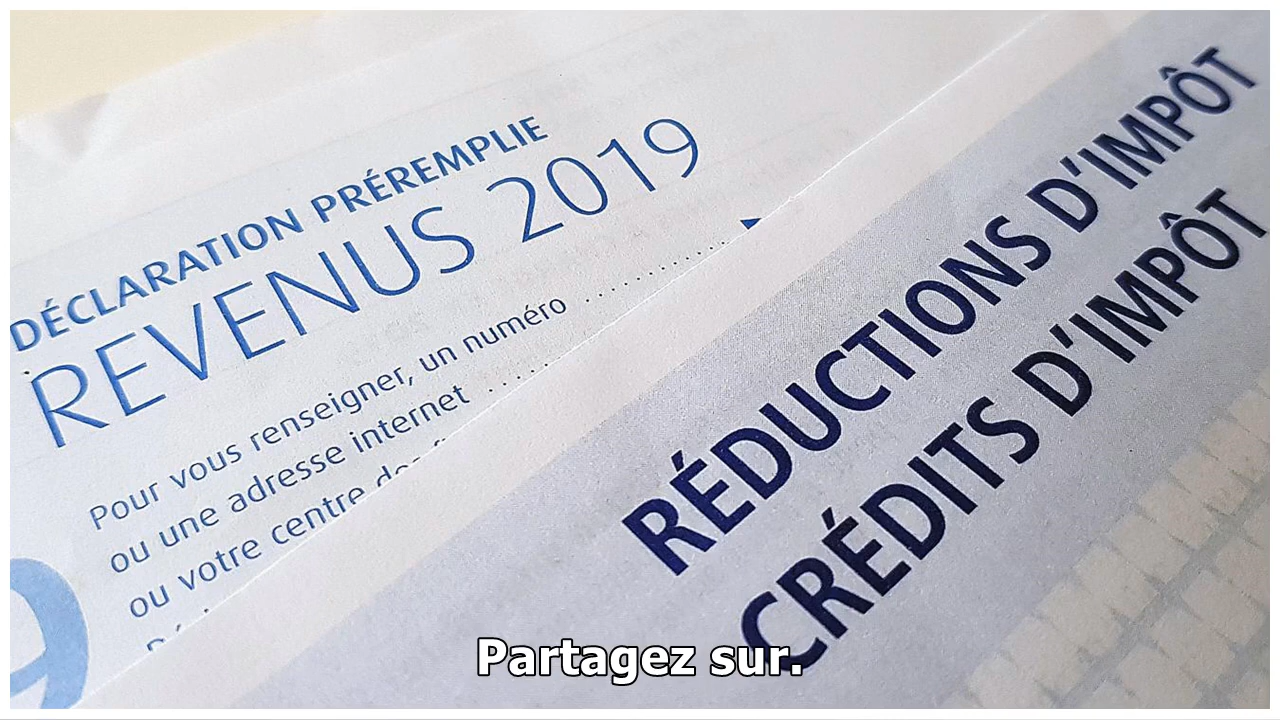 DÉCLARATION PRÉREMPLIE
REVENUS 2019
Pour vous renseigner, un numéro ..........
ou une adresse internet ......
ou votre centre
9
RÉDUCTIONS D'IMPÔT
CRÉDITS D'IMPÔT
Partagez sur.